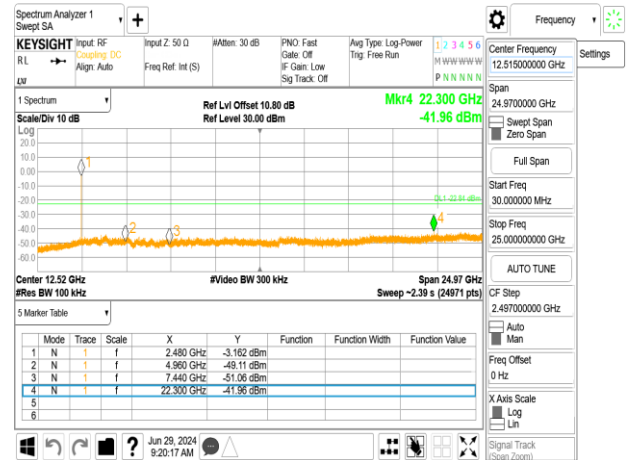 Spectrum Analyzer 1
Swept SA
Frequency
KEYSIGHT
RL
Input: RF
Coupling: DC
Align: Auto
Input Z: 50 Ω
Freq Ref: Int (S)
#Atten: 30 dB
PNO: Fast
Gate: Off
IF Gain: Low
Sig Track: Off
Avg Type: Log-Power
Trig: Free Run
1 2 3 4 5 6
M W W W W W
P N N N N N
1 Spectrum
Scale/Div 10 dB
Ref Lvl Offset 10.80 dB
Ref Level 30.00 dBm
Mkr4 22.300 GHz
-41.96 dBm
Log
20.0
10.0
0.00
-10.0
-20.0
-30.0
-40.0
-50.0
-60.0
1
2
3
4
DL1 -22.91 dBm
Center 12.52 GHz
#Res BW 100 kHz
#Video BW 300 kHz
Span 24.97 GHz
Sweep ~2.39 s (24971 pts)
5 Marker Table
Mode Trace Scale X Y Function Function Width Function Value
1 N 1 f 2.480 GHz -3.162 dBm
2 N 1 f 4.960 GHz -49.11 dBm
3 N 1 f 7.440 GHz -51.06 dBm
4 N 1 f 22.300 GHz -41.96 dBm
5
6
?
Jun 29, 2024
9:20:17 AM
Center Frequency
12.515000000 GHz
Settings
Span
24.9700000 GHz
Swept Span
Zero Span
Full Span
Start Freq
30.000000 MHz
Stop Freq
25.000000000 GHz
AUTO TUNE
CF Step
2.497000000 GHz
Auto
Man
Freq Offset
0 Hz
X Axis Scale
Log
Lin
Signal Track
(Span Zoom)